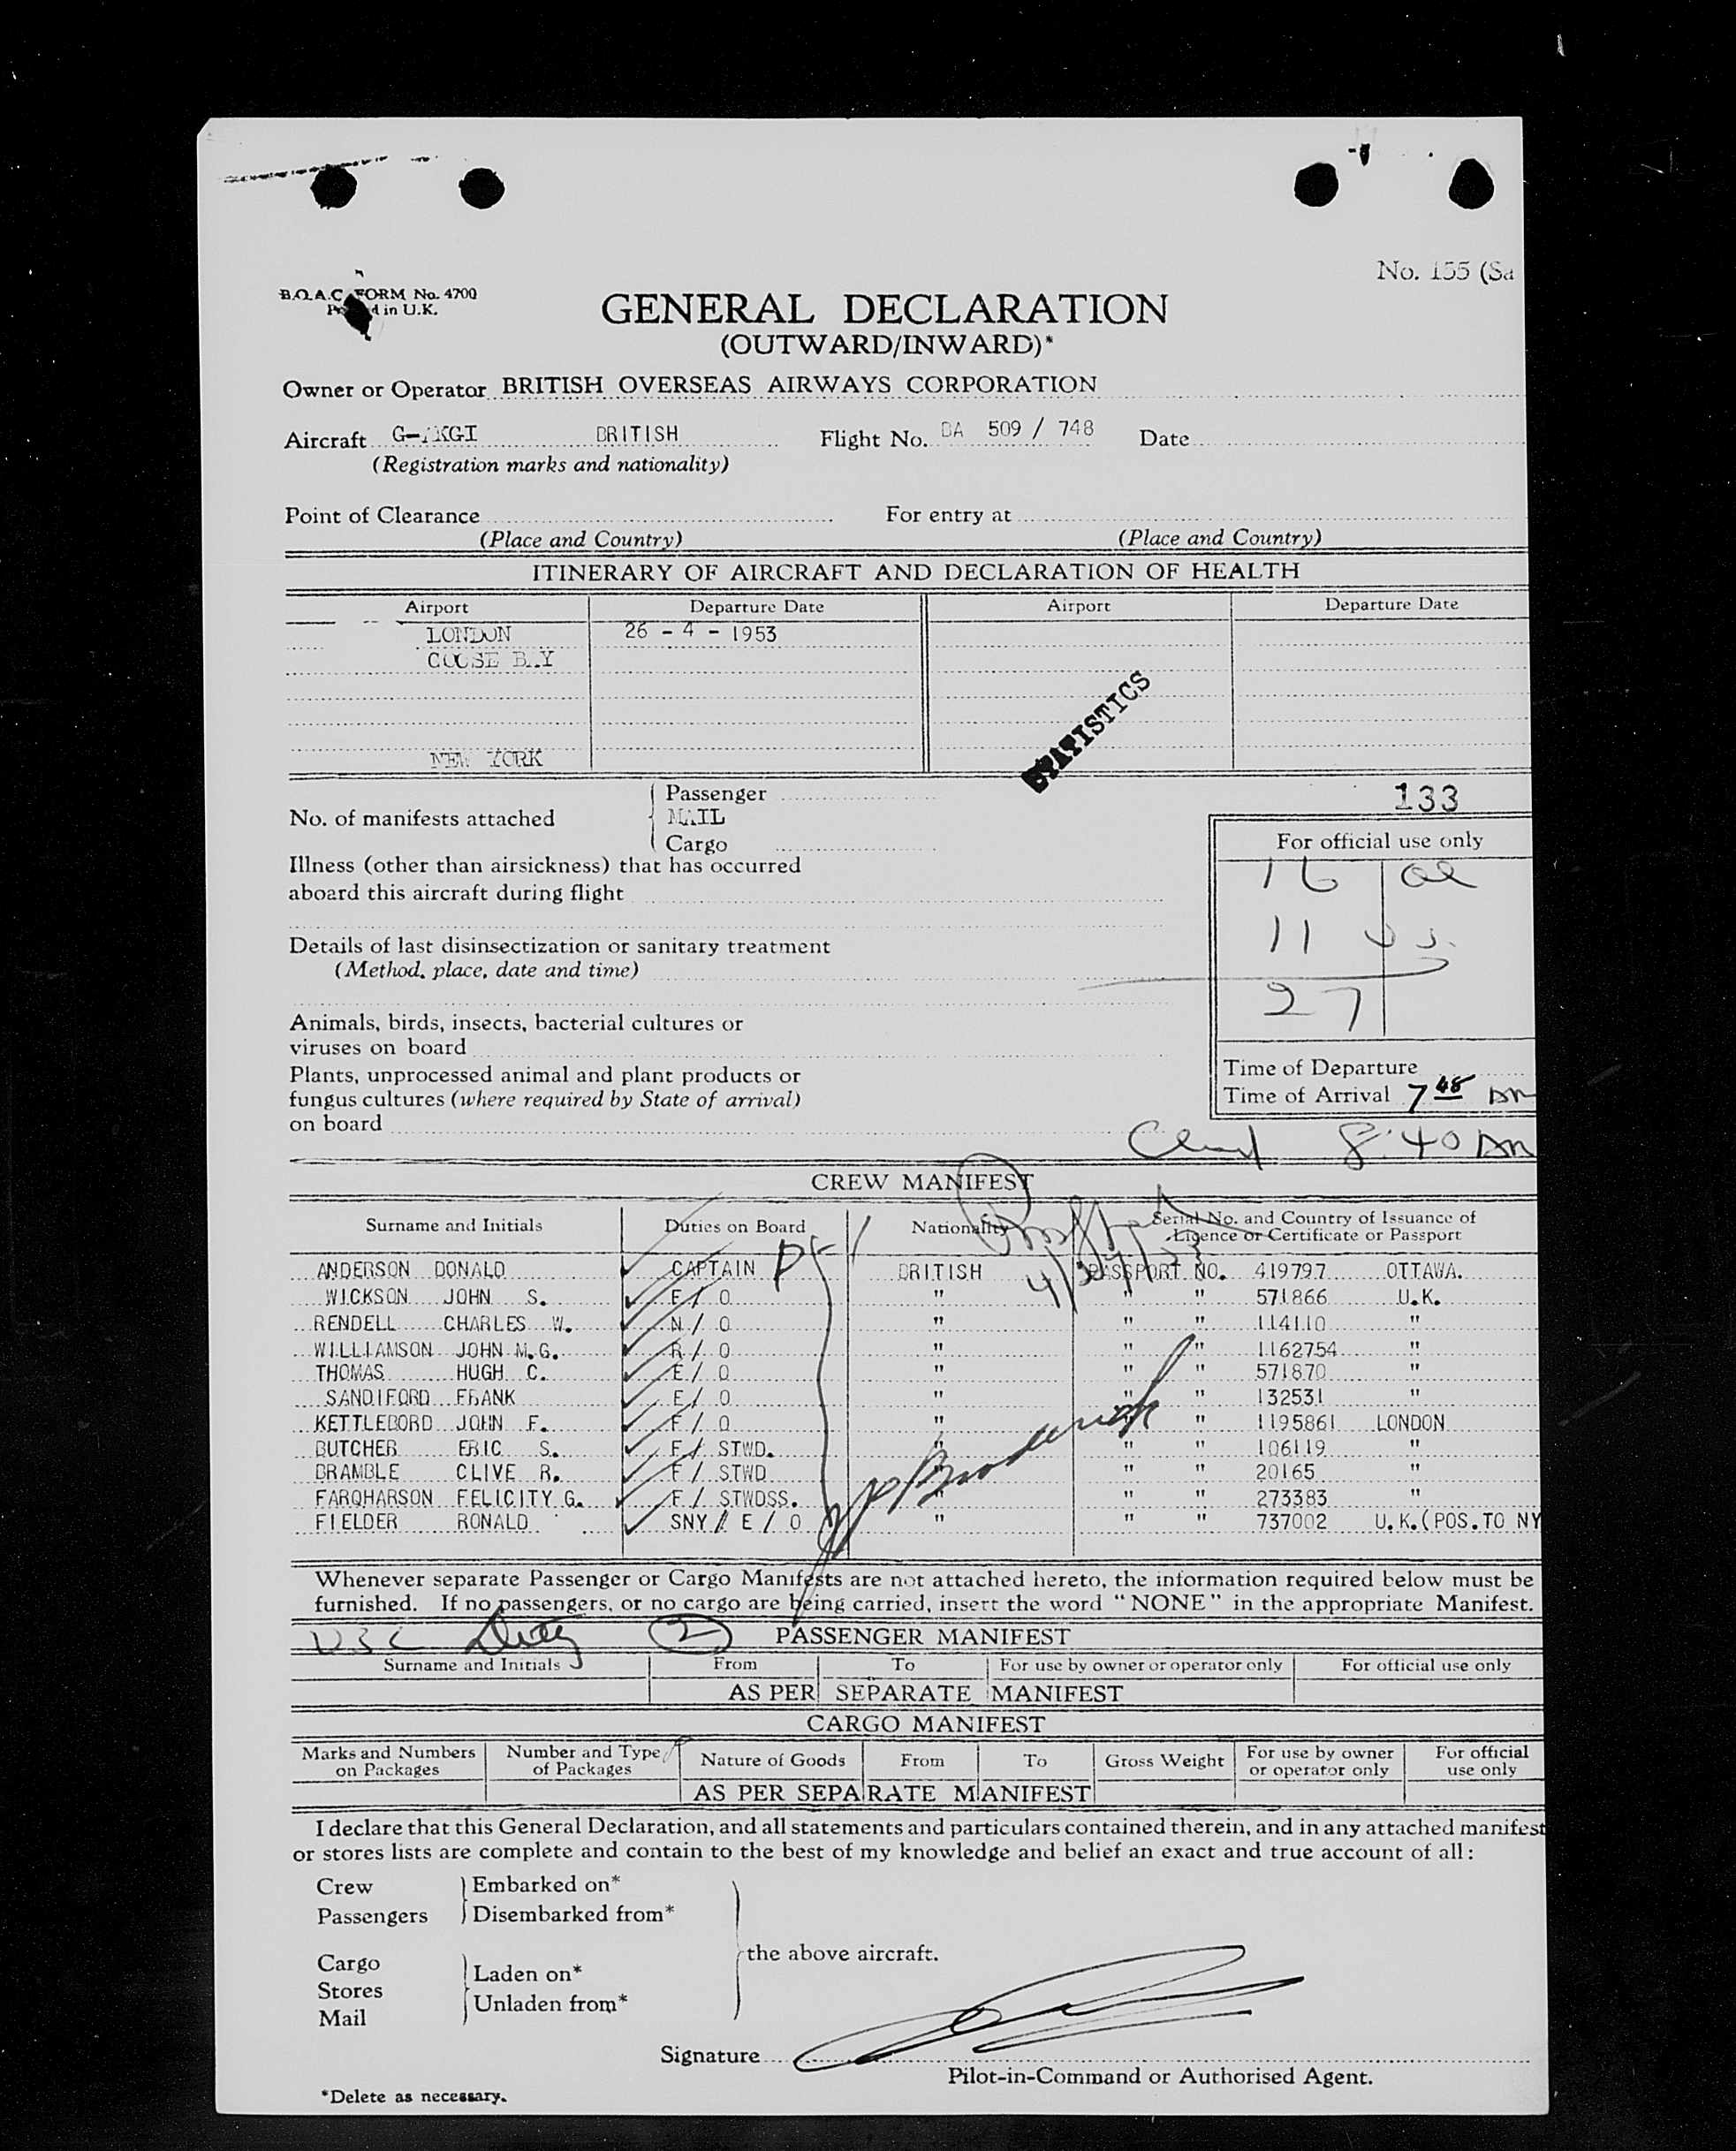 No. 155 (Sa
B.O.A.C. FORM No. 4700
in U.K.
GENERAL DECLARATION
(OUTWARD/INWARD)*
Owner or Operator BRITISH OVERSEAS AIRWAYS CORPORATION
Aircraft G-AKGI BRITISH Flight No. BA 509 / 748 Date
(Registration marks and nationality)
Point of Clearance For entry at
(Place and Country) (Place and Country)
ITINERARY OF AIRCRAFT AND DECLARATION OF HEALTH
Airport Departure Date Airport Departure Date
LONDON 26 - 4 - 1953
GOOSE BAY
STATISTICS
NEW YORK
133
No. of manifests attached
Passenger
MAIL
Cargo
For official use only
16
11 U.S.
27
Illness (other than airsickness) that has occurred
aboard this aircraft during flight
Details of last disinsectization or sanitary treatment
(Method, place, date and time)
Animals, birds, insects, bacterial cultures or
viruses on board
Plants, unprocessed animal and plant products or
fungus cultures (where required by State of arrival)
on board
Time of Departure
Time of Arrival 7 48 AM
8:40 AM
CREW MANIFEST
Surname and Initials Duties on Board Nationality Serial No. and Country of Issuance of
Licence or Certificate or Passport
ANDERSON DONALD CAPTAIN BRITISH PASSPORT NO. 419797 OTTAWA.
WICKSON JOHN S. F / O " " " 571866 U.K.
RENDELL CHARLES W. N / O " " " 114110 "
WILLIAMSON JOHN M.G. R / O " " " 1162754 "
THOMAS HUGH C. E / O " " " 571870 "
SANDIFORD FRANK E / O " " " 132531 "
KETTLEBORD JOHN F. F / O " " " 1195861 LONDON
BUTCHER ERIC S. F / STWD. " " " 106119 "
BRAMBLE CLIVE R. F / STWD " " " 20165 "
FARQHARSON FELICITY G. F / STWDSS. " " " 273383 "
FIELDER RONALD SNY / E / O " " " 737002 U.K.(POS.TO NY
Whenever separate Passenger or Cargo Manifests are not attached hereto, the information required below must be
furnished. If no passengers, or no cargo are being carried, insert the word "NONE" in the appropriate Manifest.
2 PASSENGER MANIFEST
Surname and Initials From To For use by owner or operator only For official use only
AS PER SEPARATE MANIFEST
CARGO MANIFEST
Marks and Numbers on Packages Number and Type of Packages Nature of Goods From To Gross Weight For use by owner or operator only For official use only
AS PER SEPARATE MANIFEST
I declare that this General Declaration, and all statements and particulars contained therein, and in any attached manifest
or stores lists are complete and contain to the best of my knowledge and belief an exact and true account of all:
Crew Embarked on*
Passengers Disembarked from*
the above aircraft.
Cargo
Laden on*
Stores
Unladen from*
Mail
Signature
Pilot-in-Command or Authorised Agent.
*Delete as necessary.